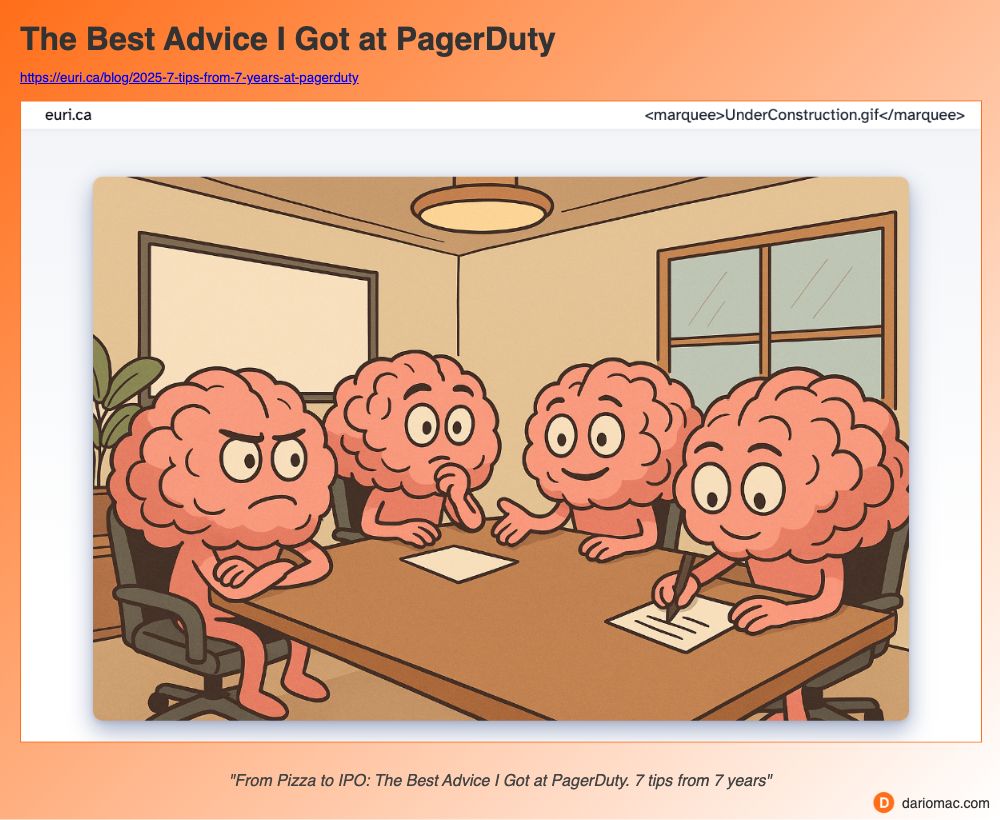 The Best Advice I Got at PagerDuty
https://euri.ca/blog/2025-7-tips-from-7-years-at-pagerduty
euri.ca
<marquee>UnderConstruction.gif</marquee>
"From Pizza to IPO: The Best Advice I Got at PagerDuty. 7 tips from 7 years"
D dariomac.com